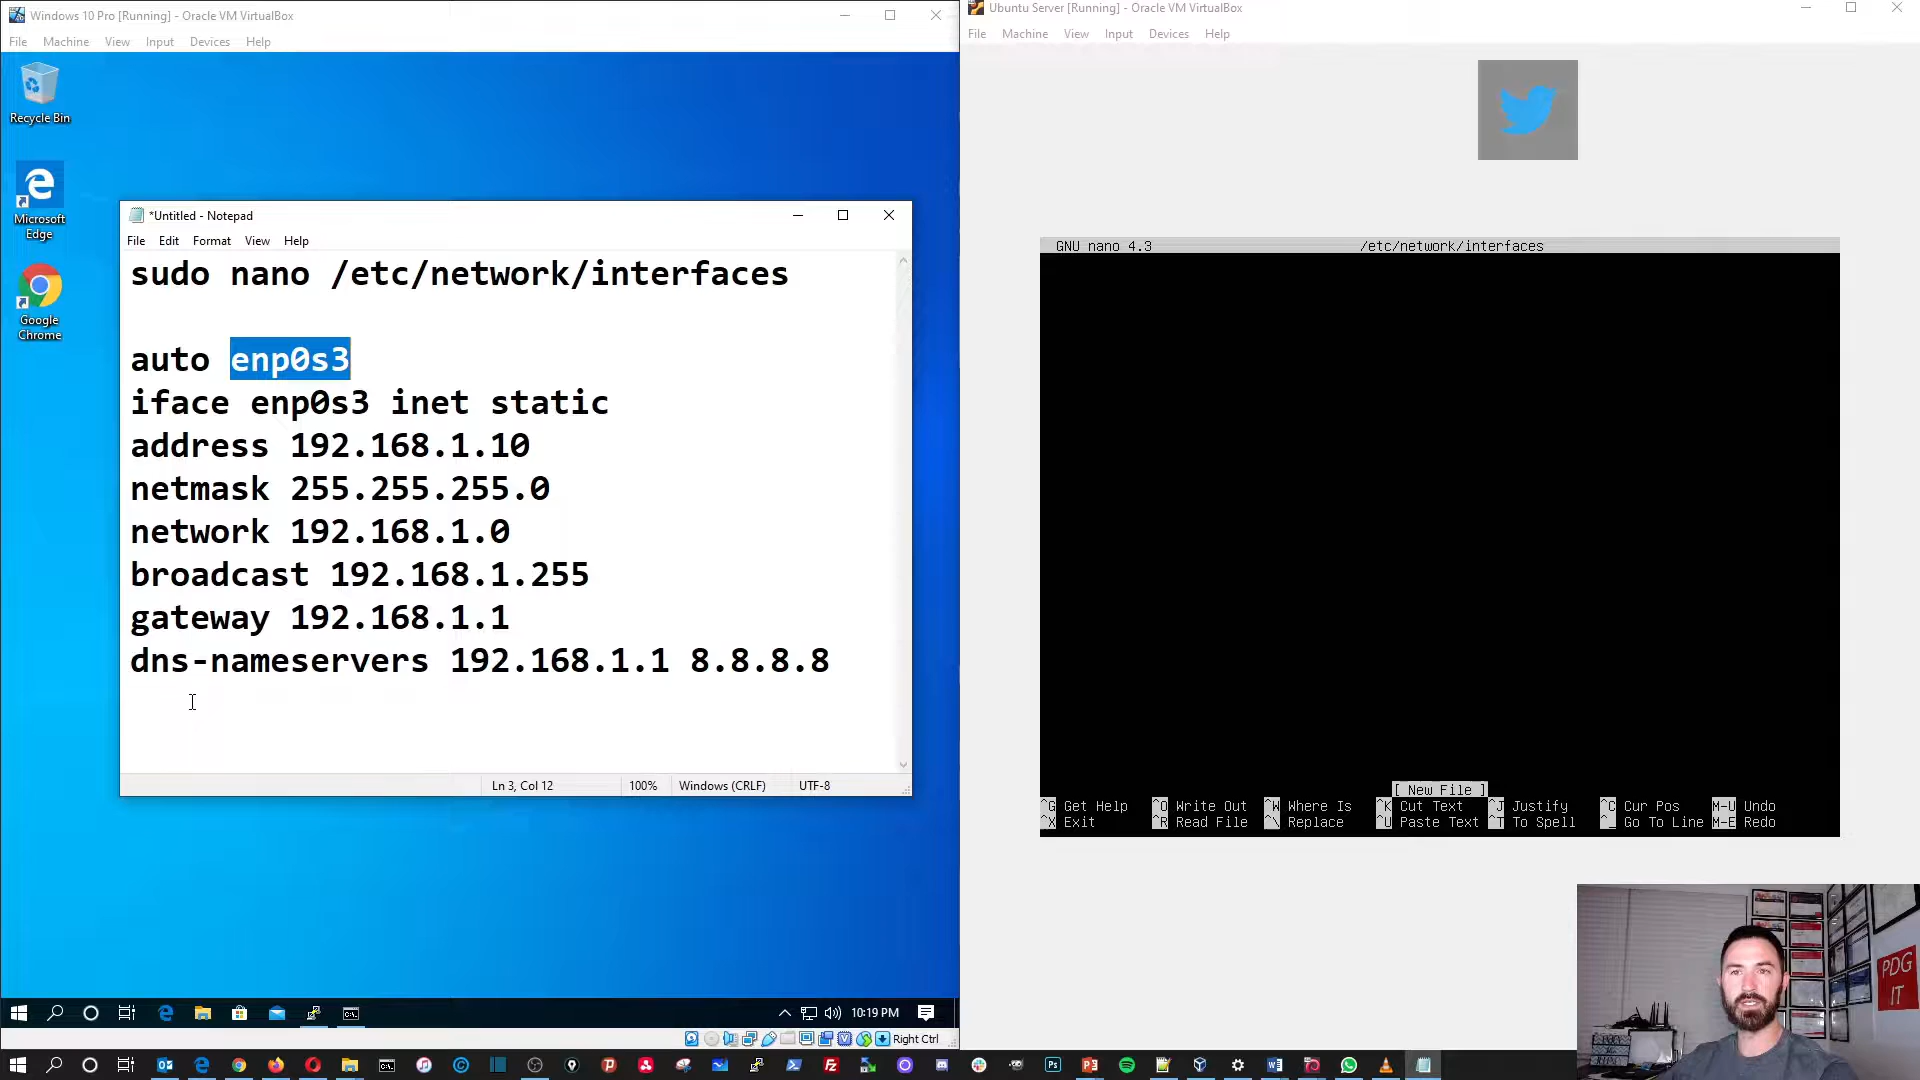 Windows 10 Pro [Running] - Oracle VM VirtualBox
File Machine View Input Devices Help
Recycle Bin
Microsoft Edge
Google Chrome
*Untitled - Notepad
File Edit Format View Help
sudo nano /etc/network/interfaces
auto enp0s3
iface enp0s3 inet static
address 192.168.1.10
netmask 255.255.255.0
network 192.168.1.0
broadcast 192.168.1.255
gateway 192.168.1.1
dns-nameservers 192.168.1.1 8.8.8.8
Ln 3, Col 12 100% Windows (CRLF) UTF-8
10:19 PM
Right Ctrl
Ubuntu Server [Running] - Oracle VM VirtualBox
File Machine View Input Devices Help
GNU nano 4.3 /etc/network/interfaces
[ New File ]
^G Get Help ^O Write Out ^W Where Is ^K Cut Text ^J Justify ^C Cur Pos M-U Undo
^X Exit ^R Read File ^\ Replace ^U Paste Text ^T To Spell ^_ Go To Line M-E Redo
PDG
IT